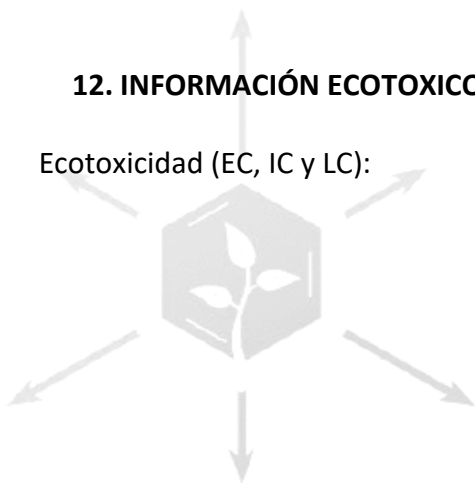 12. INFORMACIÓN ECOTOXICO
Ecotoxicidad (EC, IC y LC):